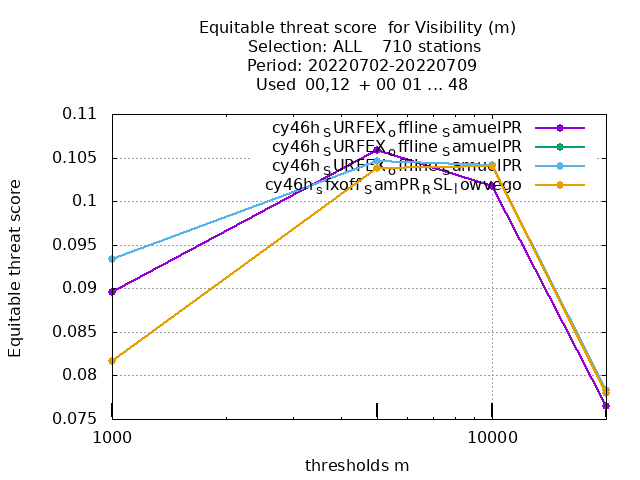 Equitable threat score  for Visibility (m)
Selection: ALL    710 stations
Period: 20220702-20220709
Used  00,12  + 00 01 ... 48
0.11
0.105
0.1
0.095
0.09
0.085
0.08
0.075
Equitable threat score
cy46h_SURFEX_offline_SamuelPR
cy46h_SURFEX_offline_SamuelPR
cy46h_SURFEX_offline_SamuelPR
cy46h_sfxoff_SamPR_RSL_lowvego
1000
10000
thresholds m